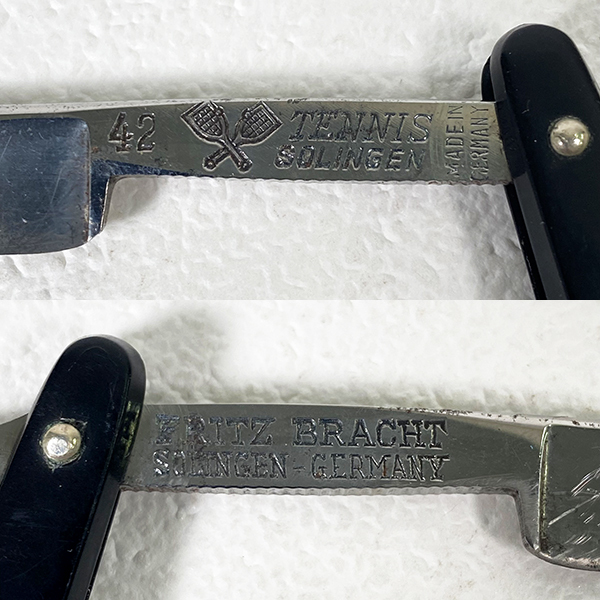 42
TENNIS
SOLINGEN
MADE IN
GERMANY
FRITZ BRACHT
SOLINGEN-GERMANY